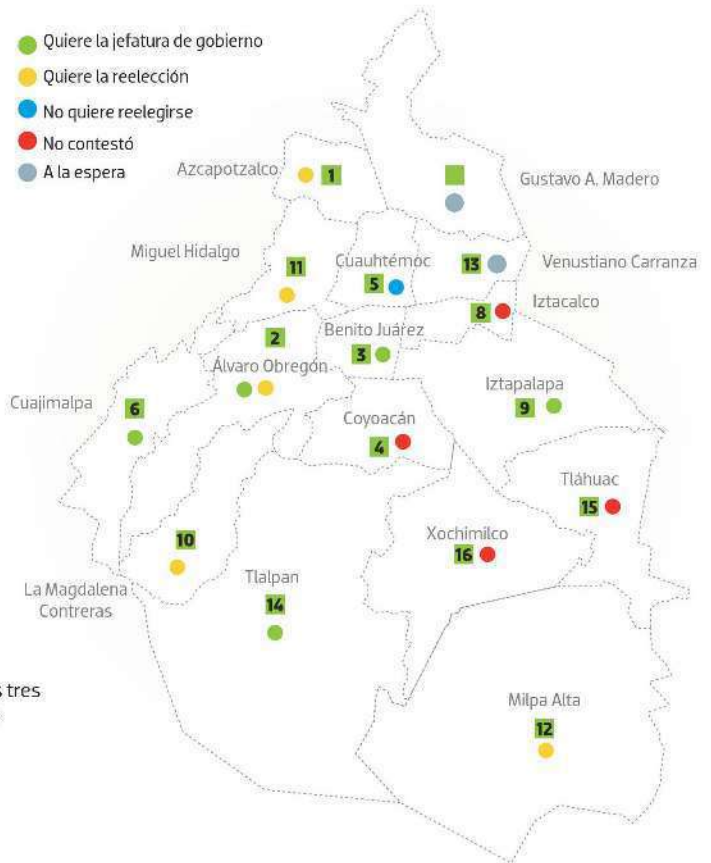 Quiere la jefatura de gobierno
Quiere la reelección
No quiere reelegirse
No contestó
A la espera
Azcapotzalco
1
Gustavo A. Madero
Miguel Hidalgo
11
Cuauhtémoc
5
13
Venustiano Carranza
8
Iztacalco
2
Benito Juárez
3
Álvaro Obregón
Cuajimalpa
6
Iztapalapa
9
Coyoacán
4
Tláhuac
15
10
Xochimilco
16
La Magdalena
Contreras
Tlalpan
14
tres
Milpa Alta
12